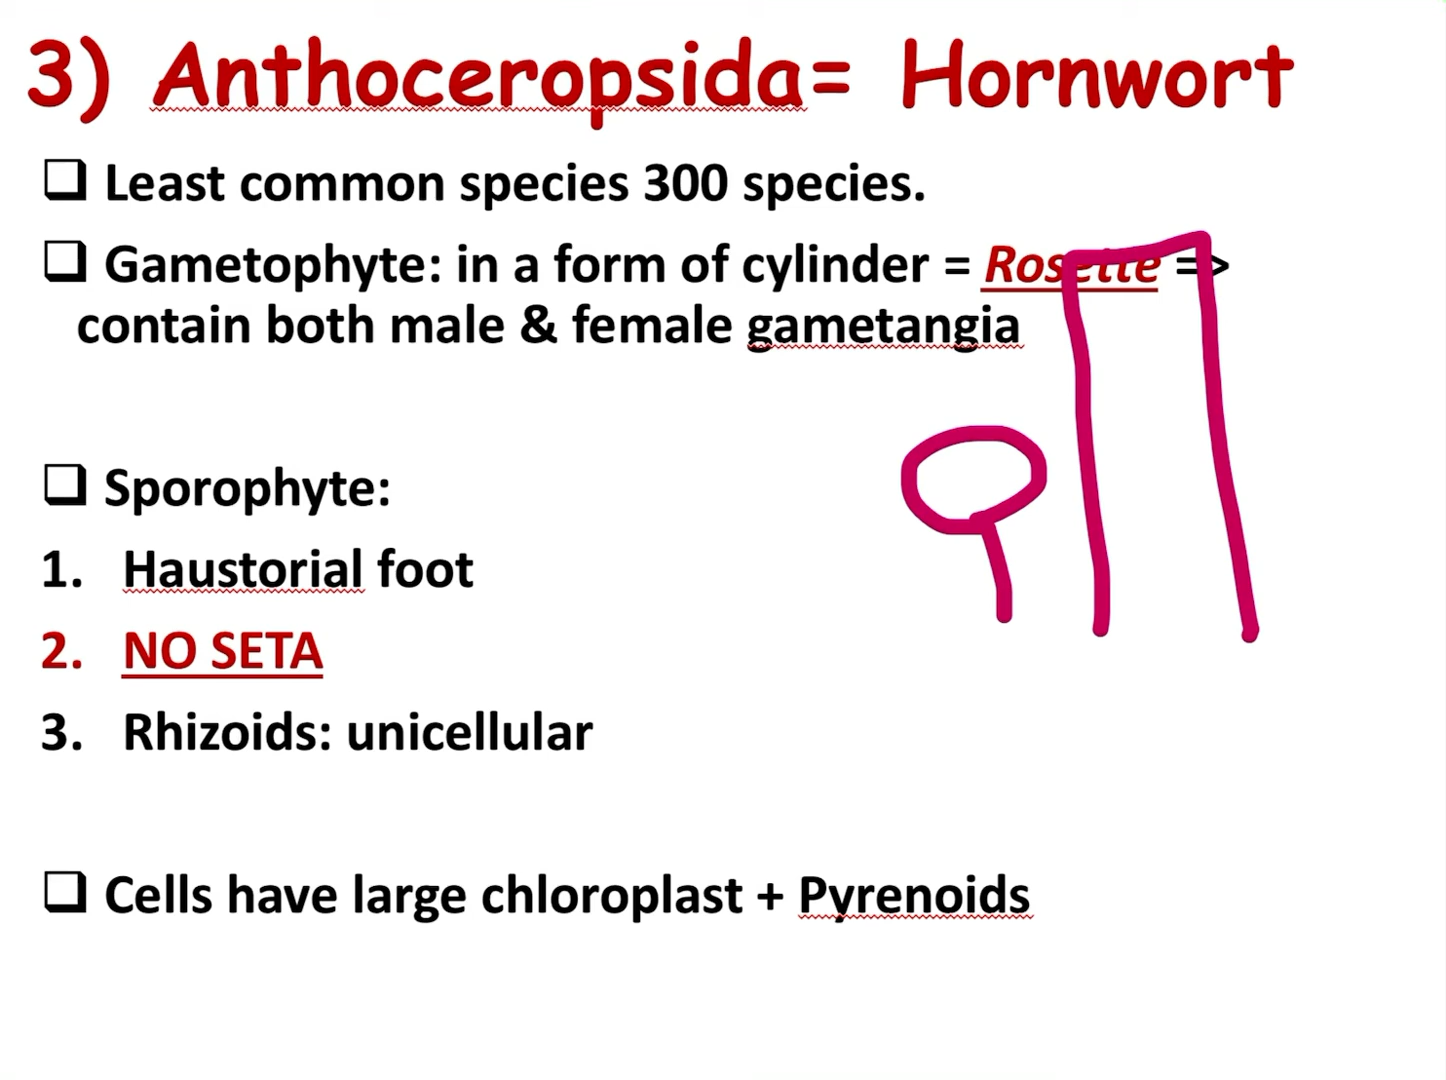 3) Anthoceropsida= Hornwort
Least common species 300 species.
Gametophyte: in a form of cylinder = Rosette =>
contain both male & female gametangia
Sporophyte:
1. Haustorial foot
2. NO SETA
3. Rhizoids: unicellular
Cells have large chloroplast + Pyrenoids